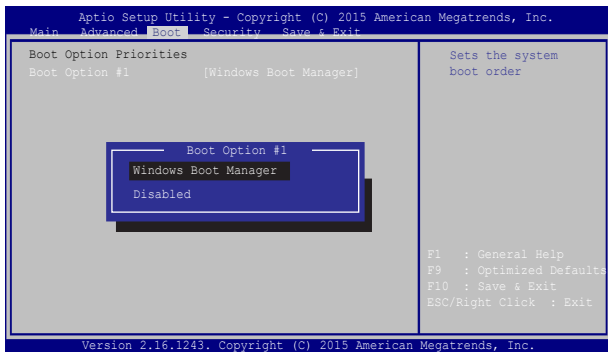 Aptio Setup Utility - Copyright (C) 2015 American Megatrends, Inc.
Main Advanced Boot Security Save & Exit
Boot Option Priorities
Boot Option #1 [Windows Boot Manager]
Sets the system
boot order
Boot Option #1
Windows Boot Manager
Disabled
F1 : General Help
F9 : Optimized Defaults
F10 : Save & Exit
ESC/Right Click : Exit
Version 2.16.1243. Copyright (C) 2015 American Megatrends, Inc.